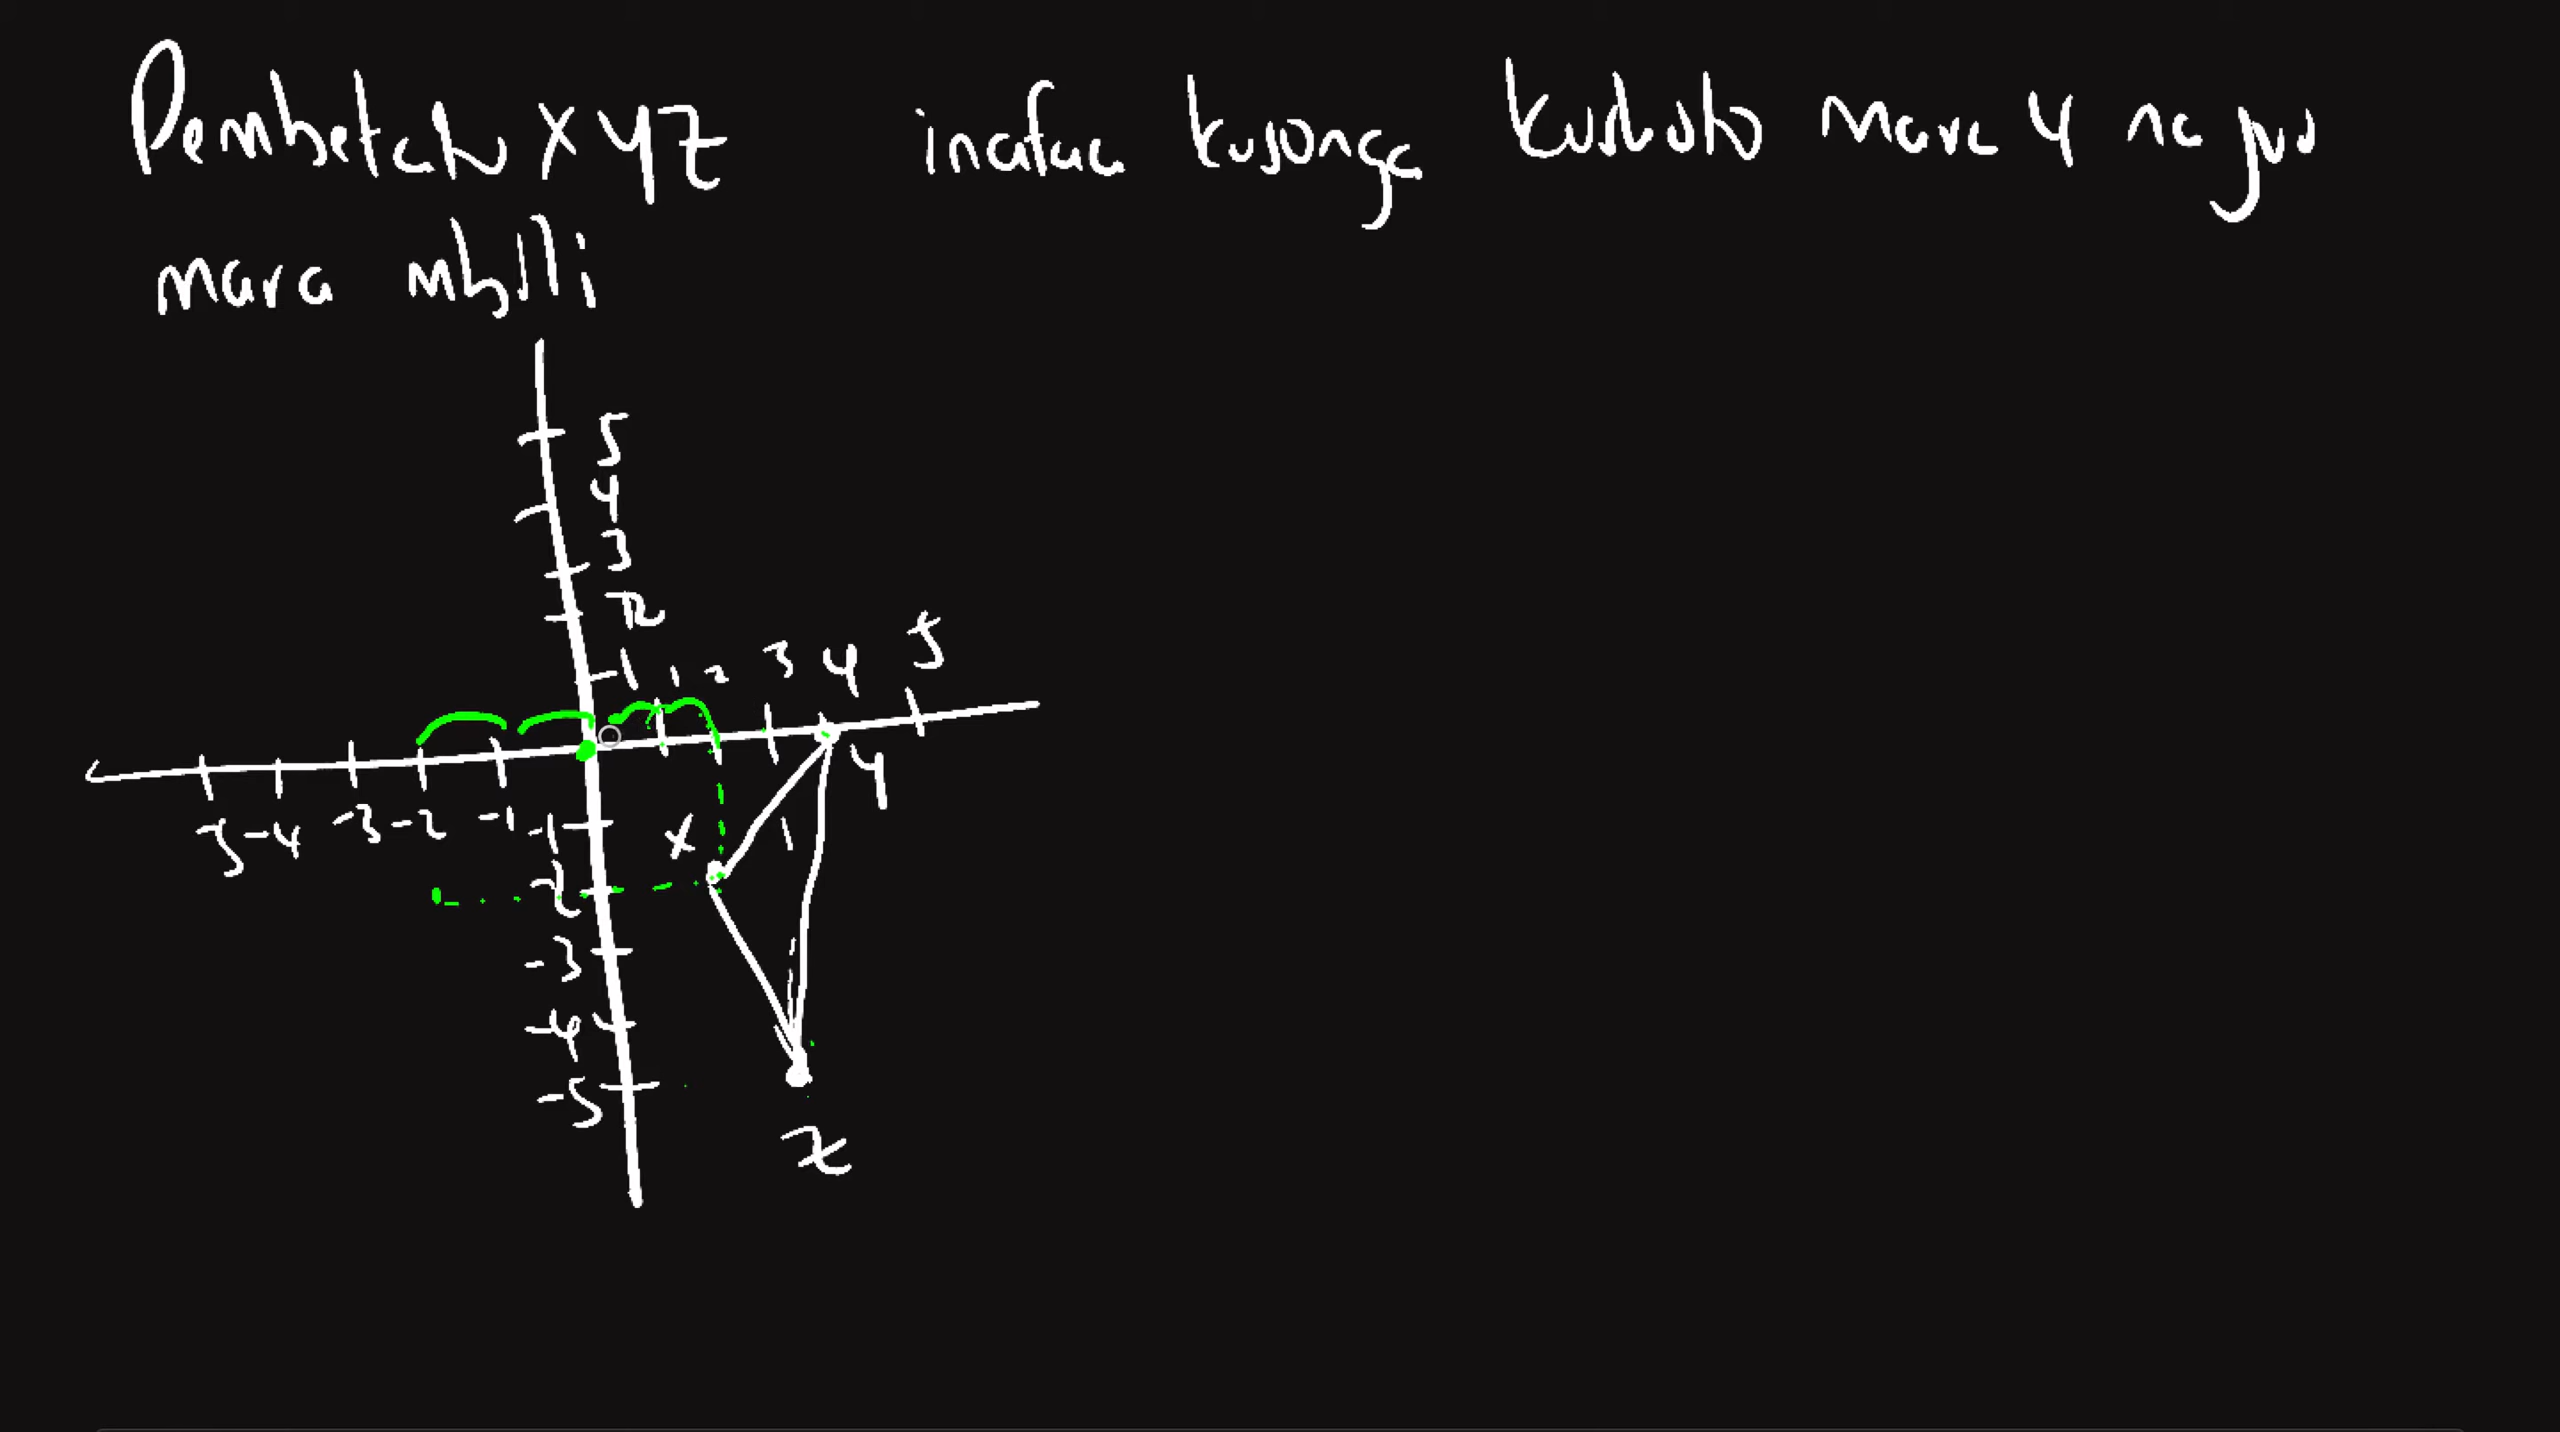 Pembetatu XYZ inafaa kusonga kushoto mara 4 na juu
mara mbili
5
4
3
2
1
1 2 3 4 5
5 -4 -3 -2 -1
-1
-2
-3
-4
-5
X
Y
Z